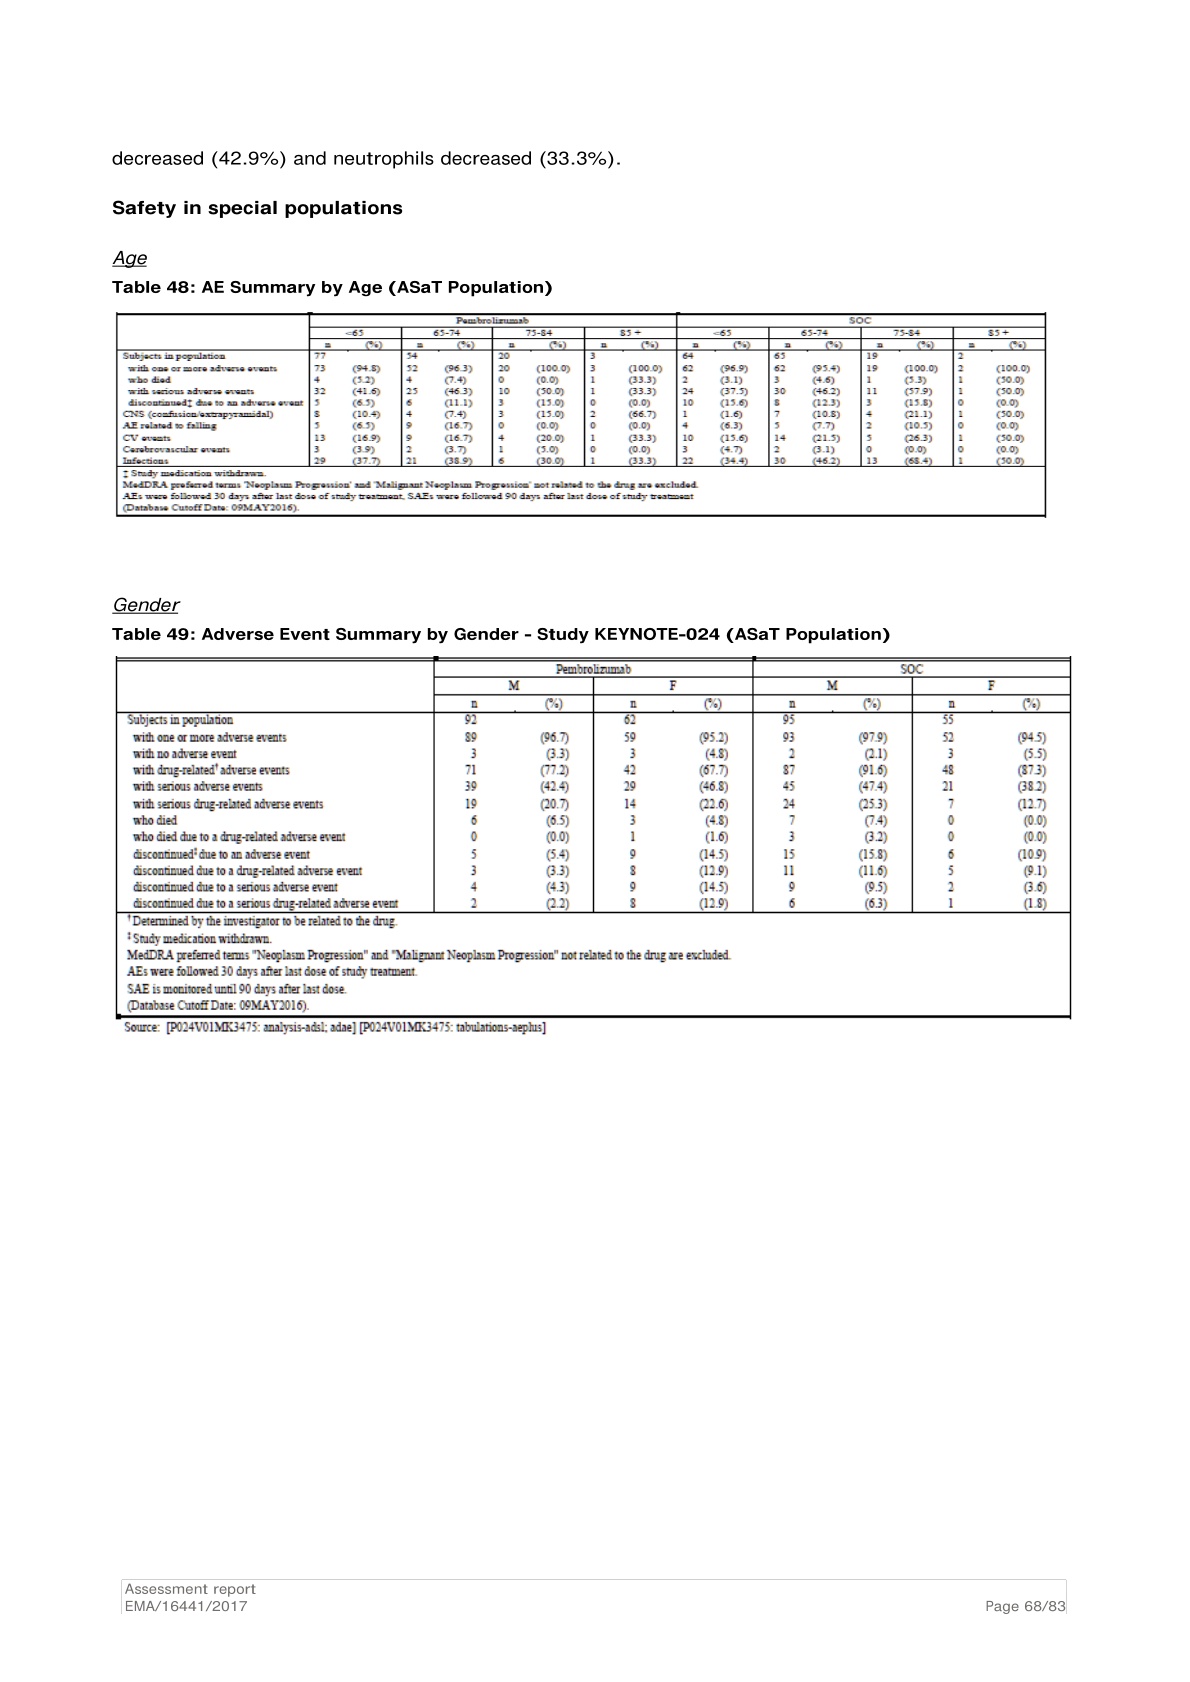 decreased (42.9%) and neutrophils decreased (33.3%).
Safety in special populations
Age
Table 48: AE Summary by Age (ASaT Population)
Pembrolizumab SOC
<65 65-74 75-84 85 + <65 65-74 75-84 85 +
n (%) n (%) n (%) n (%) n (%) n (%) n (%) n (%)
Subjects in population 77 54 20 3 64 65 19 2
with one or more adverse events 73 (94.8) 52 (96.3) 20 (100.0) 3 (100.0) 62 (96.9) 62 (95.4) 19 (100.0) 2 (100.0)
who died 4 (5.2) 4 (7.4) 0 (0.0) 1 (33.3) 2 (3.1) 3 (4.6) 1 (5.3) 1 (50.0)
with serious adverse events 32 (41.6) 25 (46.3) 10 (50.0) 1 (33.3) 24 (37.5) 30 (46.2) 11 (57.9) 1 (50.0)
discontinued‡ due to an adverse event 5 (6.5) 6 (11.1) 3 (15.0) 0 (0.0) 10 (15.6) 8 (12.3) 3 (15.8) 0 (0.0)
CNS (confusion/extrapyramidal) 8 (10.4) 4 (7.4) 3 (15.0) 2 (66.7) 1 (1.6) 7 (10.8) 4 (21.1) 1 (50.0)
AE related to falling 5 (6.5) 9 (16.7) 0 (0.0) 0 (0.0) 4 (6.3) 5 (7.7) 2 (10.5) 0 (0.0)
CV events 13 (16.9) 9 (16.7) 4 (20.0) 1 (33.3) 10 (15.6) 14 (21.5) 5 (26.3) 1 (50.0)
Cerebrovascular events 3 (3.9) 2 (3.7) 1 (5.0) 0 (0.0) 3 (4.7) 2 (3.1) 0 (0.0) 0 (0.0)
Infections 29 (37.7) 21 (38.9) 6 (30.0) 1 (33.3) 22 (34.4) 30 (46.2) 13 (68.4) 1 (50.0)
‡ Study medication withdrawn.
MedDRA preferred terms 'Neoplasm Progression' and 'Malignant Neoplasm Progression' not related to the drug are excluded.
AEs were followed 30 days after last dose of study treatment, SAEs were followed 90 days after last dose of study treatment
(Database Cutoff Date: 09MAY2016).
Gender
Table 49: Adverse Event Summary by Gender - Study KEYNOTE-024 (ASaT Population)
Pembrolizumab SOC
M F M F
n (%) n (%) n (%) n (%)
Subjects in population 92 62 95 55
with one or more adverse events 89 (96.7) 59 (95.2) 93 (97.9) 52 (94.5)
with no adverse event 3 (3.3) 3 (4.8) 2 (2.1) 3 (5.5)
with drug-related† adverse events 71 (77.2) 42 (67.7) 87 (91.6) 48 (87.3)
with serious adverse events 39 (42.4) 29 (46.8) 45 (47.4) 21 (38.2)
with serious drug-related adverse events 19 (20.7) 14 (22.6) 24 (25.3) 7 (12.7)
who died 6 (6.5) 3 (4.8) 7 (7.4) 0 (0.0)
who died due to a drug-related adverse event 0 (0.0) 1 (1.6) 3 (3.2) 0 (0.0)
discontinued‡ due to an adverse event 5 (5.4) 9 (14.5) 15 (15.8) 6 (10.9)
discontinued due to a drug-related adverse event 3 (3.3) 8 (12.9) 11 (11.6) 5 (9.1)
discontinued due to a serious adverse event 4 (4.3) 9 (14.5) 9 (9.5) 2 (3.6)
discontinued due to a serious drug-related adverse event 2 (2.2) 8 (12.9) 6 (6.3) 1 (1.8)
† Determined by the investigator to be related to the drug.
‡ Study medication withdrawn.
MedDRA preferred terms "Neoplasm Progression" and "Malignant Neoplasm Progression" not related to the drug are excluded.
AEs were followed 30 days after last dose of study treatment.
SAE is monitored until 90 days after last dose.
(Database Cutoff Date: 09MAY2016).
Source: [P024V01MK3475: analysis-adsl; adae] [P024V01MK3475: tabulations-aeplus]
Assessment report
EMA/16441/2017 Page 68/83